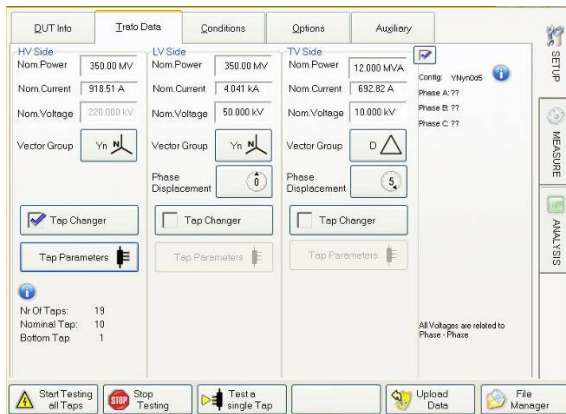 DUT Info
Trafo Data
Conditions
Options
Auxiliary
SETUP
MEASURE
ANALYSIS
HV Side
Nom.Power 350.00 MV
Nom.Current 918.51 A
Nom.Voltage 220.000 kV
Vector Group Yn N
Tap Changer
Tap Parameters
Nr Of Taps: 19
Nominal Tap: 10
Bottom Tap 1
LV Side
Nom.Power 350.00 MV
Nom.Current 4.041 kA
Nom.Voltage 50.000 kV
Vector Group Yn N
Phase
Displacement 0
Tap Changer
Tap Parameters
TV Side
Nom.Power 12.000 MVA
Nom.Current 692.82 A
Nom.Voltage 10.000 kV
Vector Group D
Phase
Displacement 5
Tap Changer
Tap Parameters
Config: YNyn0d5
Phase A: ??
Phase B: ??
Phase C: ??
All Voltages are related to
Phase - Phase
Start Testing
all Taps
STOP
Stop
Testing
Test a
single Tap
Upload
Data
File
Manager